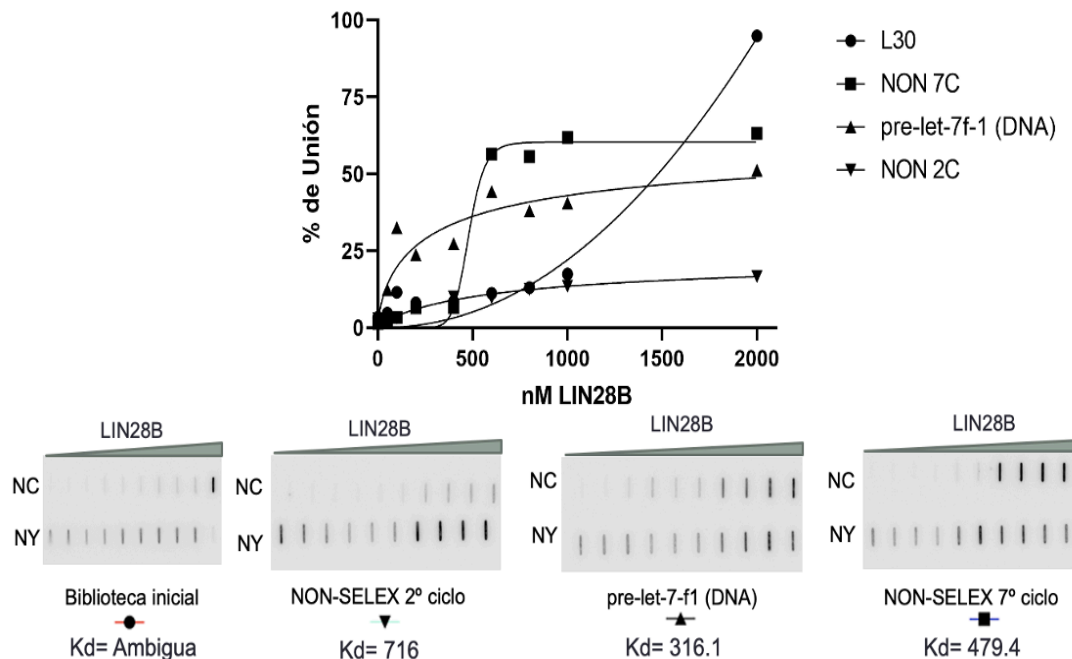 100
75
50
25
0
% de Unión
0 500 1000 1500 2000
nM LIN28B
L30
NON 7C
pre-let-7f-1 (DNA)
NON 2C
LIN28B
NC
NY
Biblioteca inicial
Kd= Ambigua
LIN28B
NC
NY
NON-SELEX 2º ciclo
Kd= 716
LIN28B
NC
NY
pre-let-7-f1 (DNA)
Kd= 316.1
LIN28B
NC
NY
NON-SELEX 7º ciclo
Kd= 479.4